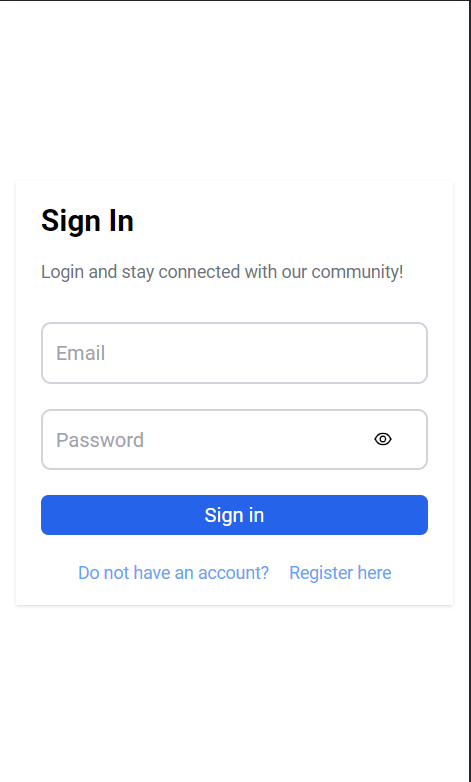 Sign In
Login and stay connected with our community!
Email
Password
Sign in
Do not have an account? Register here